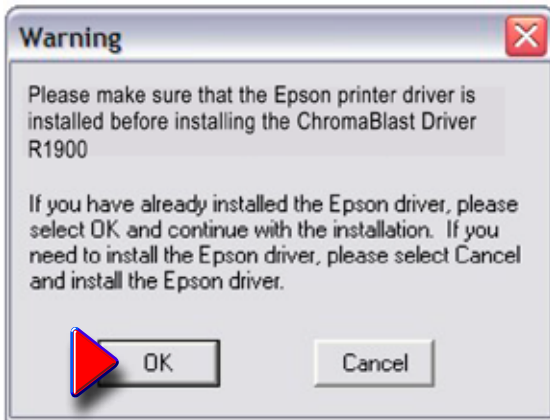 Warning
Please make sure that the Epson printer driver is
installed before installing the ChromaBlast Driver
R1900
If you have already installed the Epson driver, please
select OK and continue with the installation. If you
need to install the Epson driver, please select Cancel
and install the Epson driver.
OK
Cancel